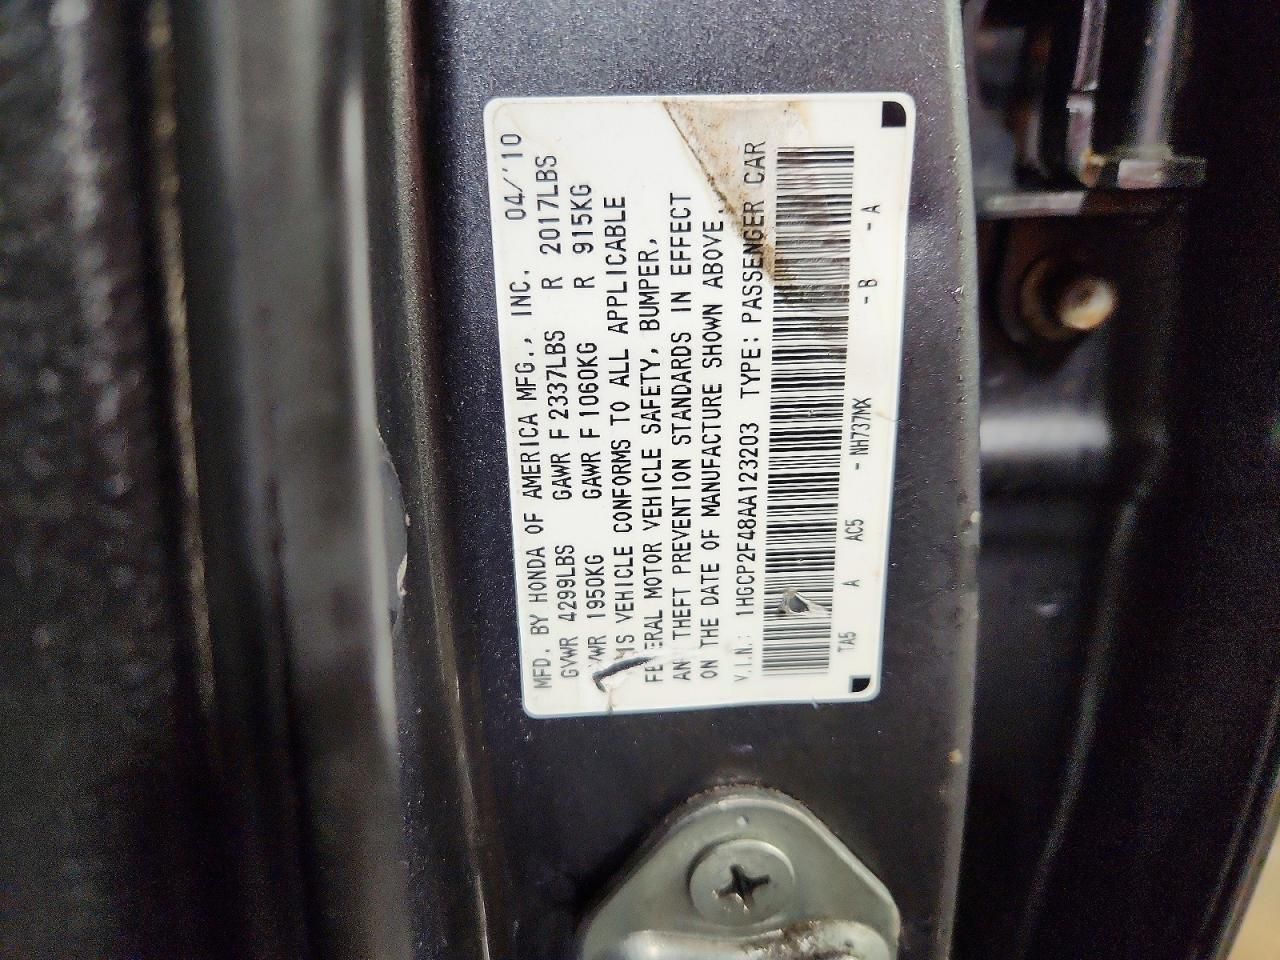 MFD. BY HONDA OF AMERICA MFG., INC. 04/'10
GVWR 4299LBS GAWR F 2337LBS R 2017LBS
1950KG GAWR F 1060KG R 915KG
VEHICLE CONFORMS TO ALL APPLICABLE
MOTOR VEHICLE SAFETY, BUMPER,
THEFT PREVENTION STANDARDS IN EFFECT
ON THE DATE OF MANUFACTURE SHOWN ABOVE.
V.I.N.: 1HGCP2F48AA123203 TYPE: PASSENGER CAR
TA5 A AC5 - NH737MX - B - A